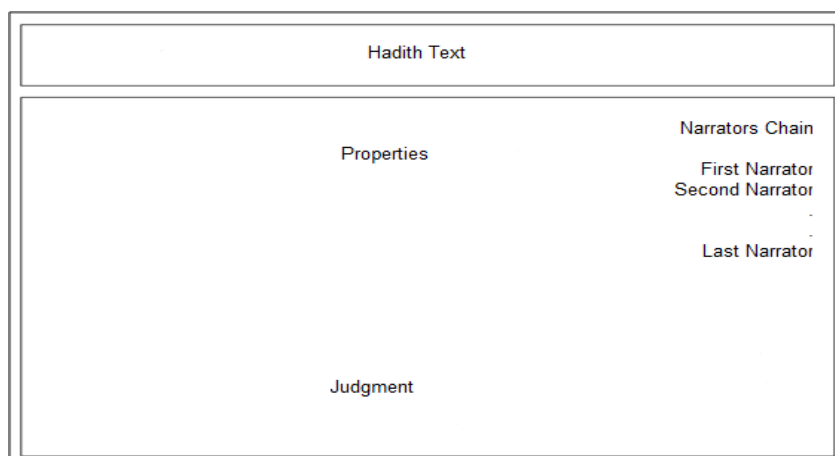 Hadith Text
Narrators Chain
Properties
First Narrator
Second Narrator
.
.
Last Narrator
Judgment